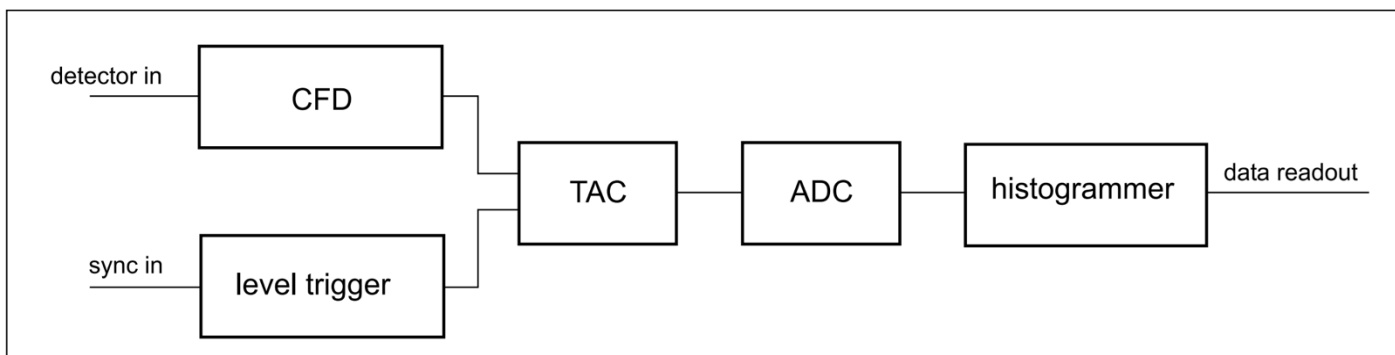 detector in
CFD
sync in
level trigger
TAC
ADC
histogrammer
data readout